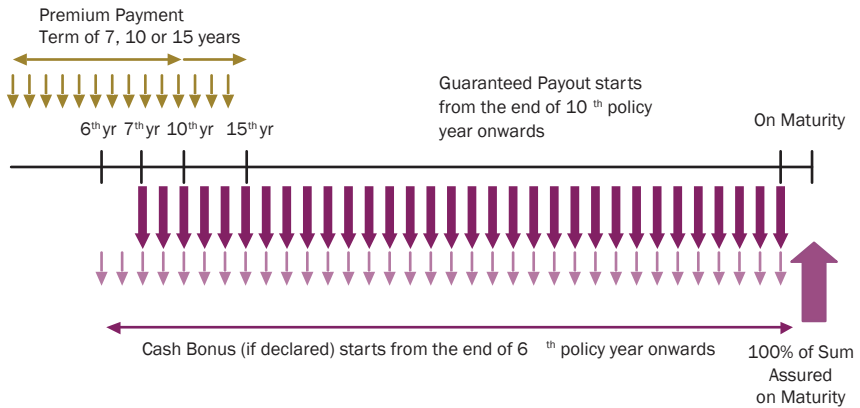 Premium Payment
Term of 7, 10 or 15 years
Guaranteed Payout starts
from the end of 10 th policy
year onwards
On Maturity
6th yr 7th yr 10th yr 15th yr
Cash Bonus (if declared) starts from the end of 6 th policy year onwards
100% of Sum
Assured
on Maturity